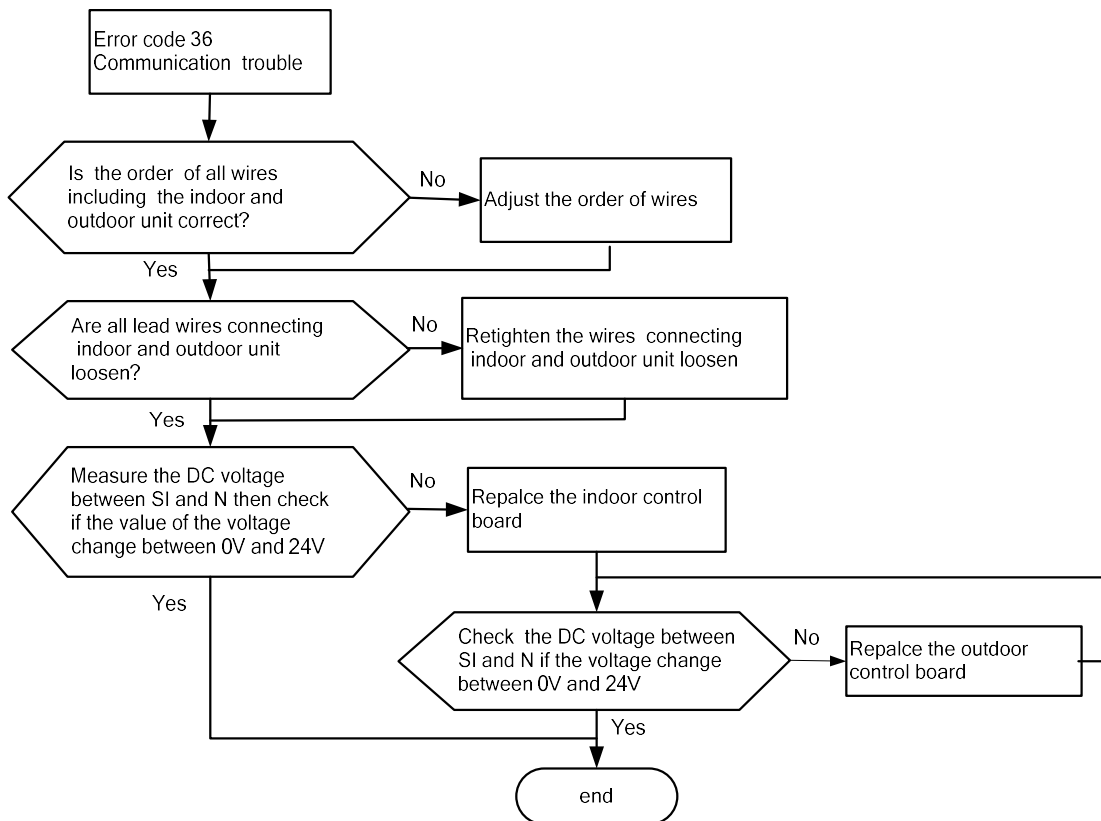 Error code 36
Communication trouble
Is the order of all wires
including the indoor and
outdoor unit correct?
No
Adjust the order of wires
Yes
Are all lead wires connecting
indoor and outdoor unit
loosen?
No
Retighten the wires connecting
indoor and outdoor unit loosen
Yes
Measure the DC voltage
between SI and N then check
if the value of the voltage
change between 0V and 24V
No
Repalce the indoor control
board
Yes
Check the DC voltage between
SI and N if the voltage change
between 0V and 24V
No
Repalce the outdoor
control board
Yes
end